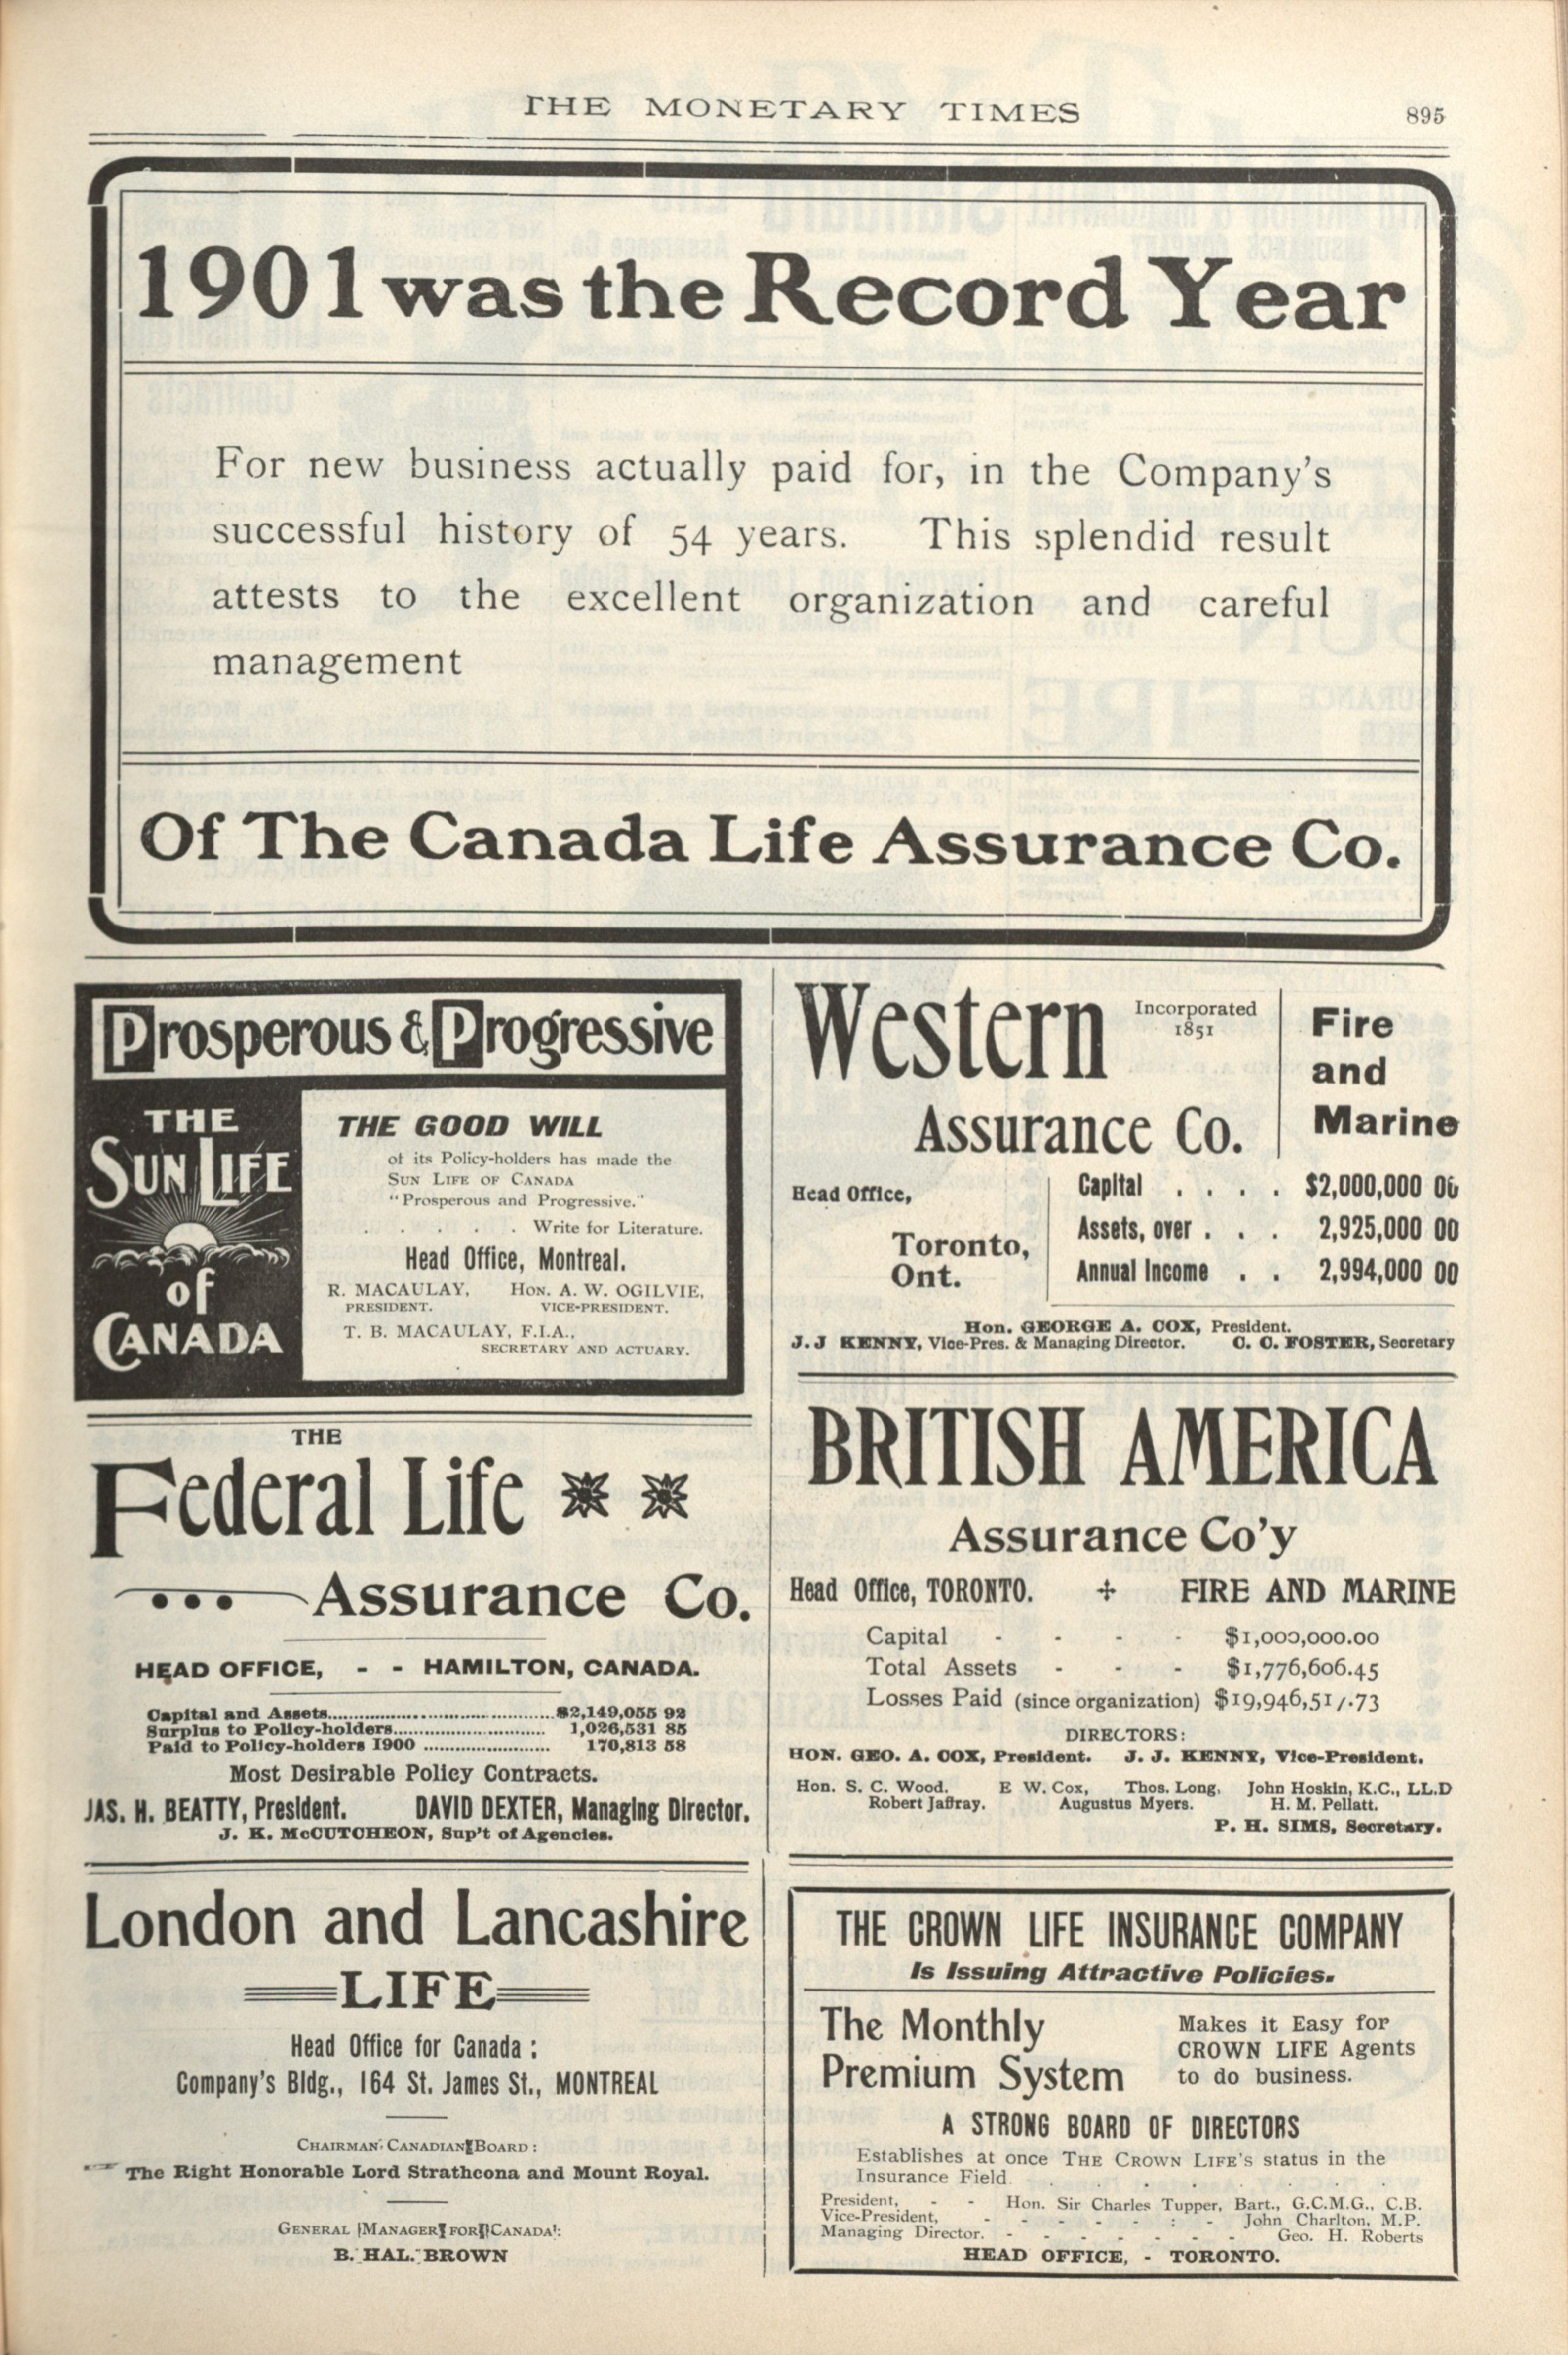 THE MONETARY TIMES 895
1901 was the Record Year
For new business actually paid for, in the Company's
successful history of 54 years. This splendid result
attests to the excellent organization and careful
management
Of The Canada Life Assurance Co.
Prosperous & Progressive
THE
SUN LIFE
of
CANADA
THE GOOD WILL
of its Policy-holders has made the
SUN LIFE OF CANADA
"Prosperous and Progressive."
. . . . . Write for Literature.
Head Office, Montreal.
R. MACAULAY, HON. A. W. OGILVIE,
PRESIDENT. VICE-PRESIDENT.
T. B. MACAULAY, F.I.A.,
SECRETARY AND ACTUARY.
THE
Federal Life
Assurance Co.
HEAD OFFICE, - - HAMILTON, CANADA.
Capital and Assets........................................$2,149,055 92
Surplus to Policy-holders........................... 1,026,531 85
Paid to Policy-holders 1900 ...................... 170,813 58
Most Desirable Policy Contracts.
JAS. H. BEATTY, President. DAVID DEXTER, Managing Director.
J. K. McCUTCHEON, Sup't of Agencies.
London and Lancashire
LIFE
Head Office for Canada :
Company's Bldg., 164 St. James St., MONTREAL
CHAIRMAN CANADIAN BOARD :
The Right Honorable Lord Strathcona and Mount Royal.
GENERAL MANAGER FOR CANADA :
B. HAL. BROWN
Western Incorporated
1851
Assurance Co.
Fire
and
Marine
Head Office,
Toronto,
Ont.
Capital . . . . $2,000,000 00
Assets, over . . . 2,925,000 00
Annual Income . . 2,994,000 00
Hon. GEORGE A. COX, President.
J. J KENNY, Vice-Pres. & Managing Director. C. C. FOSTER, Secretary
BRITISH AMERICA
Assurance Co'y
Head Office, TORONTO. ÷ FIRE AND MARINE
Capital - - - - $1,000,000.00
Total Assets - - - $1,776,606.45
Losses Paid (since organization) $19,946,517.73
DIRECTORS:
HON. GEO. A. COX, President. J. J. KENNY, Vice-President.
Hon. S. C. Wood. E W. Cox, Thos. Long, John Hoskin, K.C., LL.D
Robert Jaffray. Augustus Myers. H. M. Pellatt.
P. H. SIMS, Secretary.
THE CROWN LIFE INSURANCE COMPANY
Is Issuing Attractive Policies.
The Monthly
Premium System
Makes it Easy for
CROWN LIFE Agents
to do business.
A STRONG BOARD OF DIRECTORS
Establishes at once THE CROWN LIFE'S status in the
Insurance Field . . . . . .
President, - - Hon. Sir Charles Tupper, Bart., G.C.M.G., C.B.
Vice-President, - - - - : - John Charlton, M.P.
Managing Director. - - - - - - - Geo. H. Roberts
HEAD OFFICE, - TORONTO.